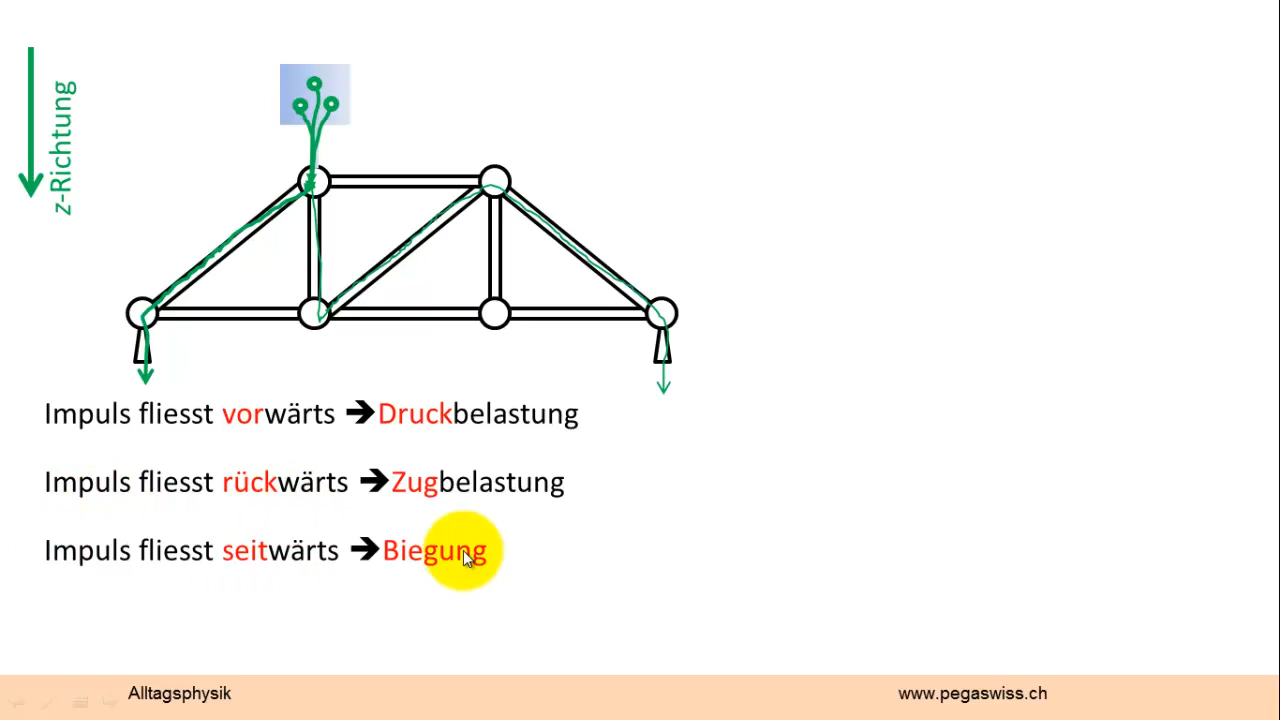 z-Richtung
Impuls fliesst vorwärts ➔Druckbelastung
Impuls fliesst rückwärts ➔Zugbelastung
Impuls fliesst seitwärts ➔Biegung
Alltagsphysik
www.pegaswiss.ch